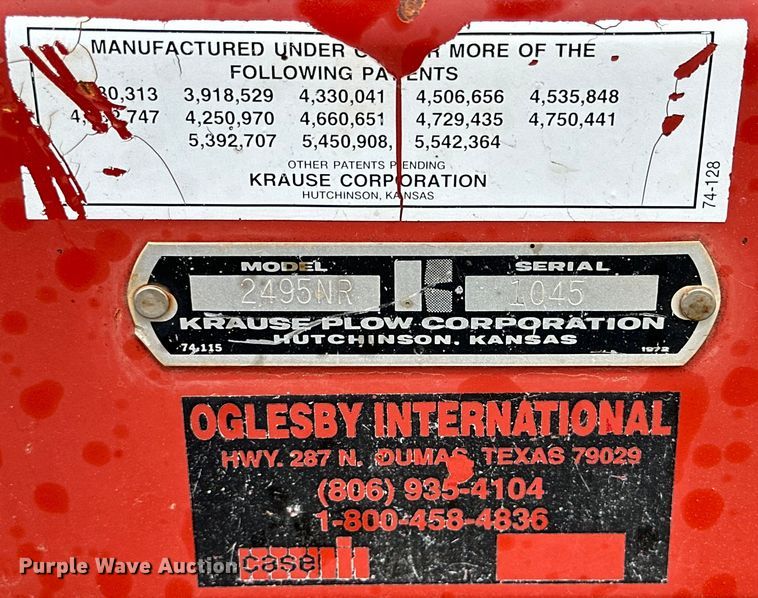 MANUFACTURED UNDER MORE OF THE
FOLLOWING PATENTS
3,918,529 4,330,041 4,506,656 4,535,848
4,250,970 4,660,651 4,729,435 4,750,441
5,392,707 5,450,908, 5,542,364
OTHER PATENTS PENDING
KRAUSE CORPORATION
HUTCHINSON, KANSAS
74-128
MODEL SERIAL
2495NR 1045
KRAUSE PLOW CORPORATION
HUTCHINSON, KANSAS
74-115 1972
OGLESBY INTERNATIONAL
HWY. 287 N. DUMAS, TEXAS 79029
(806) 935-4104
1-800-458-4836
case IH
Purple Wave Auction